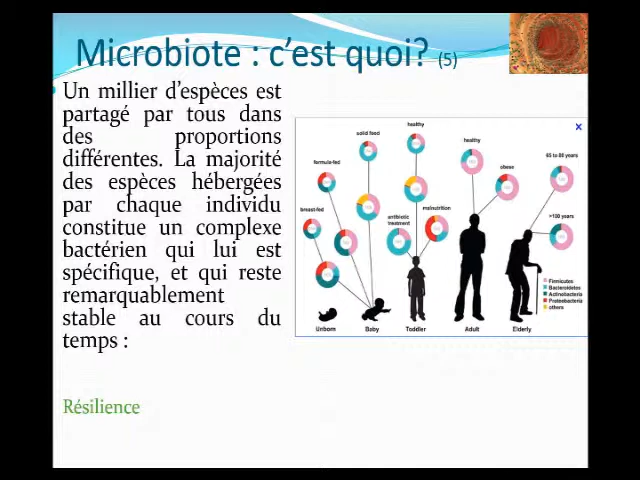 Microbiote : c’est quoi? (5)
Un millier d’espèces est
partagé par tous dans
des proportions
différentes. La majorité
des espèces hébergées
par chaque individu
constitue un complexe
bactérien qui lui est
spécifique, et qui reste
remarquablement
stable au cours du
temps :
Résilience
healthy
solid feed
healthy
65 to 80 years
formula-fed
obese
breast-fed
antibiotic
treatment
malnutrition
>100 years
Firmicutes
Bacteroidetes
Actinobacteria
Proteobacteria
others
Unborn
Baby
Toddler
Adult
Elderly